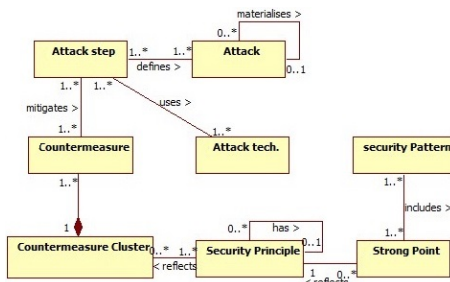 materialises >
0..*
Attack step
1..*
1..*
Attack
defines >
0..1
1..*
1..*
mitigates >
uses >
1..*
1..*
Countermeasure
Attack tech.
security Pattern
1..*
1..*
includes >
0..*
has >
1
0..1
1..*
Countermeasure Cluster
0..*
1..*
Security Principle
Strong Point
< reflects
1
0..*
< reflects